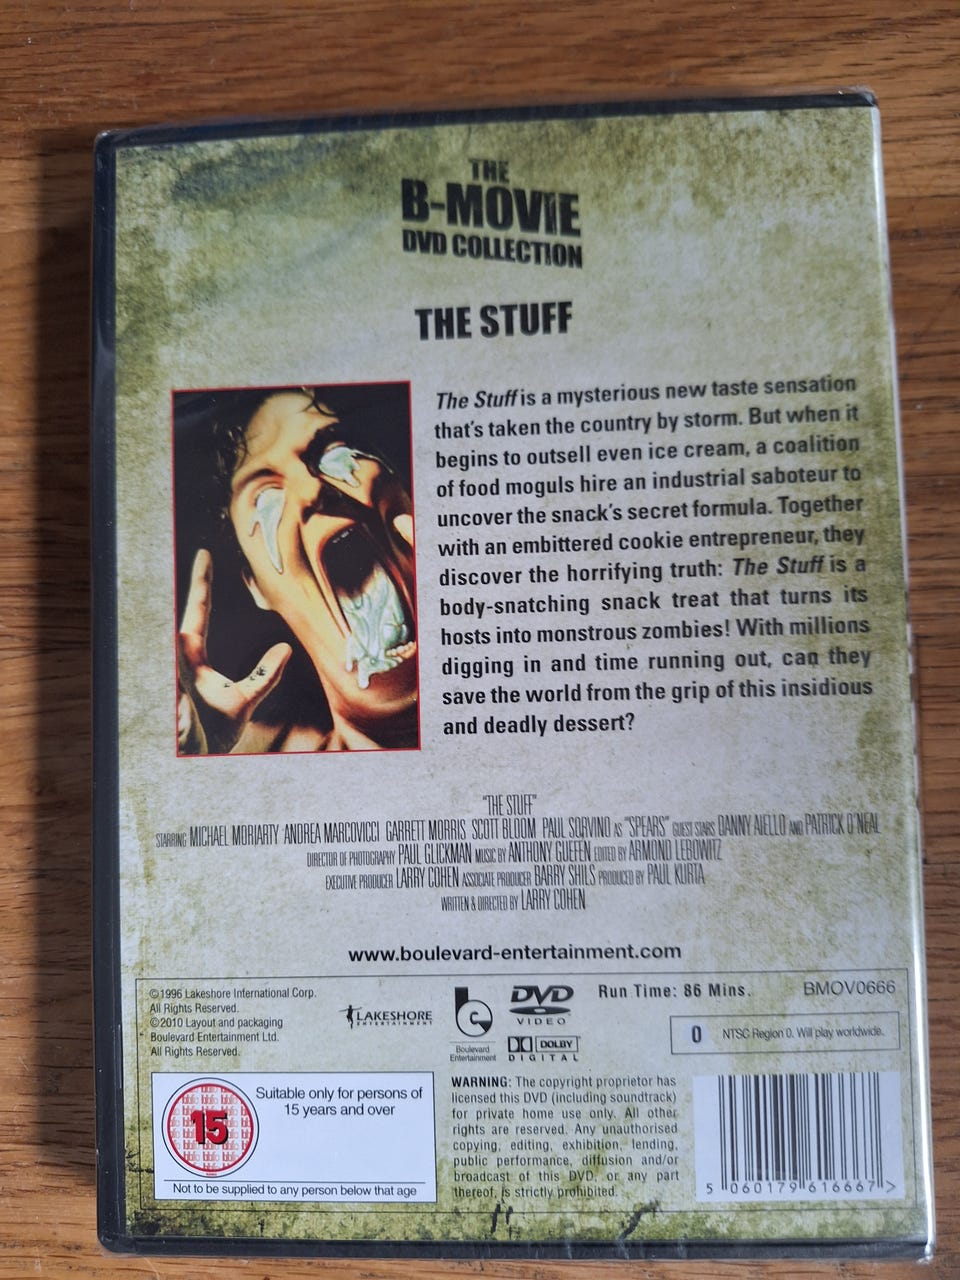 THE
B-MOVIE
DVD COLLECTION
THE STUFF
The Stuff is a mysterious new taste sensation
that's taken the country by storm. But when it
begins to outsell even ice cream, a coalition
of food moguls hire an industrial saboteur to
uncover the snack's secret formula. Together
with an embittered cookie entrepreneur, they
discover the horrifying truth: The Stuff is a
body-snatching snack treat that turns its
hosts into monstrous zombies! With millions
digging in and time running out, can they
save the world from the grip of this insidious
and deadly dessert?
"THE STUFF"
STARRING MICHAEL MORIARTY ANDREA MARCOVICCI GARRETT MORRIS SCOTT BLOOM PAUL SORVINO AS "SPEARS" GUEST STARS DANNY AIELLO AND PATRICK O'NEAL
DIRECTOR OF PHOTOGRAPHY PAUL GLICKMAN MUSIC BY ANTHONY GUEFEN EDITED BY ARMOND LEBOWITZ
EXECUTIVE PRODUCER LARRY COHEN ASSOCIATE PRODUCER BARRY SHILS PRODUCED BY PAUL KURTA
WRITTEN & DIRECTED BY LARRY COHEN
www.boulevard-entertainment.com
©1996 Lakeshore International Corp.
All Rights Reserved.
©2010 Layout and packaging
Boulevard Entertainment Ltd.
All Rights Reserved.
LAKESHORE
ENTERTAINMENT
Boulevard
Entertainment
DVD
VIDEO
DOLBY
DIGITAL
Run Time: 86 Mins.
BMOV0666
0 NTSC Region 0. Will play worldwide.
15
Suitable only for persons of
15 years and over
Not to be supplied to any person below that age
WARNING: The copyright proprietor has
licensed this DVD (including soundtrack)
for private home use only. All other
rights are reserved. Any unauthorised
copying, editing, exhibition, lending,
public performance, diffusion and/or
broadcast of this DVD, or any part
thereof, is strictly prohibited.
5 060179 616667 >